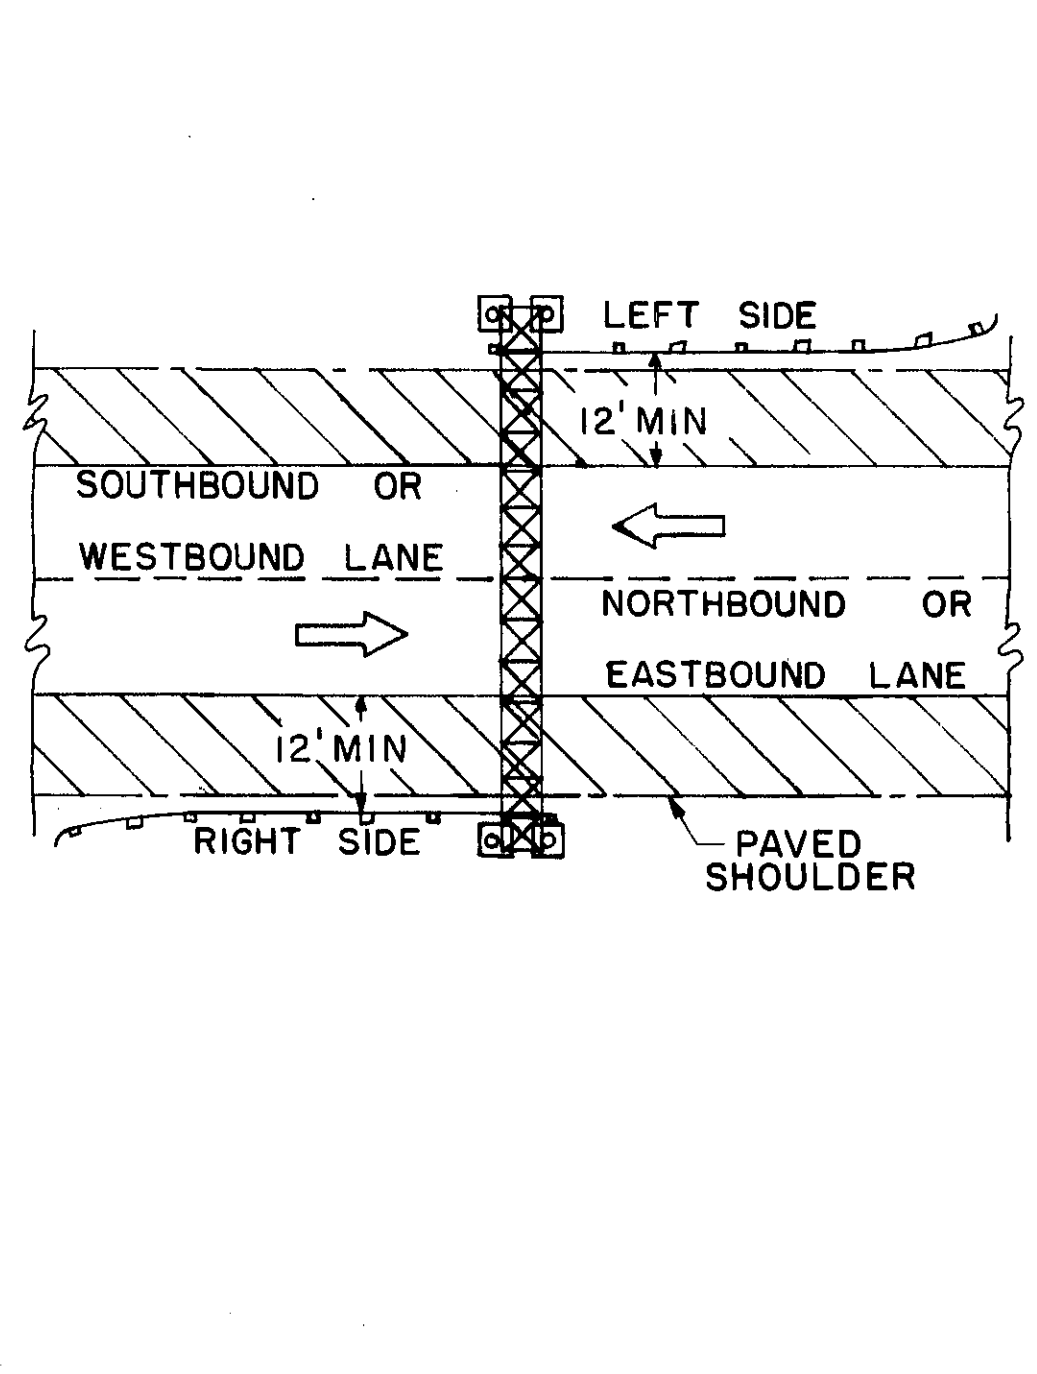 LEFT SIDE
12' MIN
SOUTHBOUND OR
WESTBOUND LANE
NORTHBOUND OR
EASTBOUND LANE
12' MIN
RIGHT SIDE
PAVED
SHOULDER